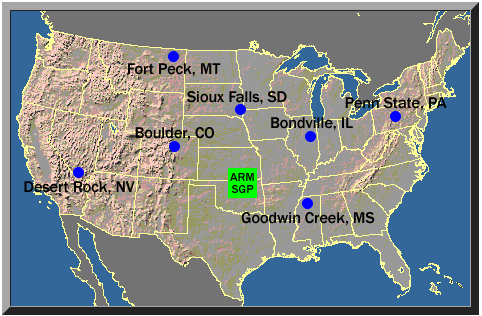 Fort Peck, MT
Sioux Falls, SD
Penn State, PA
Bondville, IL
Boulder, CO
ARM
SGP
Desert Rock, NV
Goodwin Creek, MS